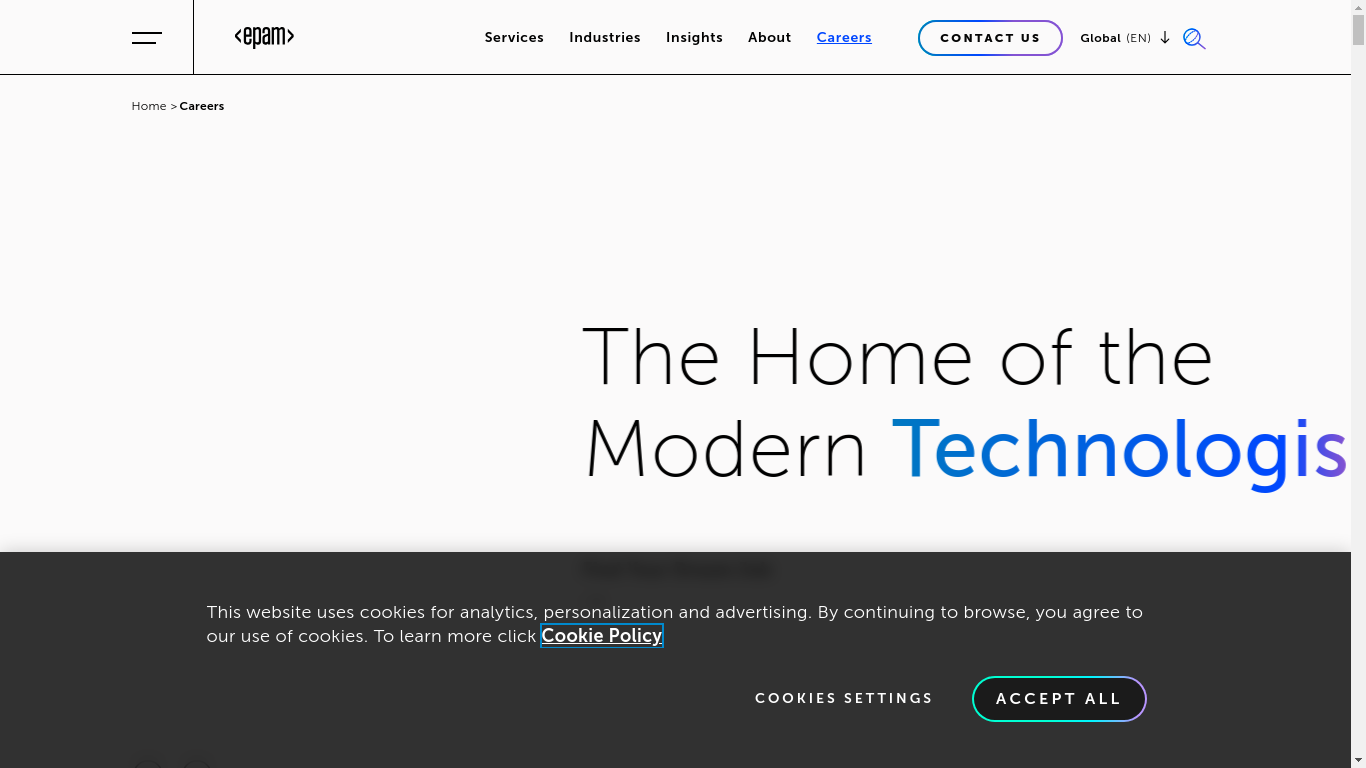 <epam>
Services
Industries
Insights
About
Careers
CONTACT US
Global (EN)
Home > Careers
The Home of the
Modern Technologis
This website uses cookies for analytics, personalization and advertising. By continuing to browse, you agree to
our use of cookies. To learn more click Cookie Policy
COOKIES SETTINGS
ACCEPT ALL